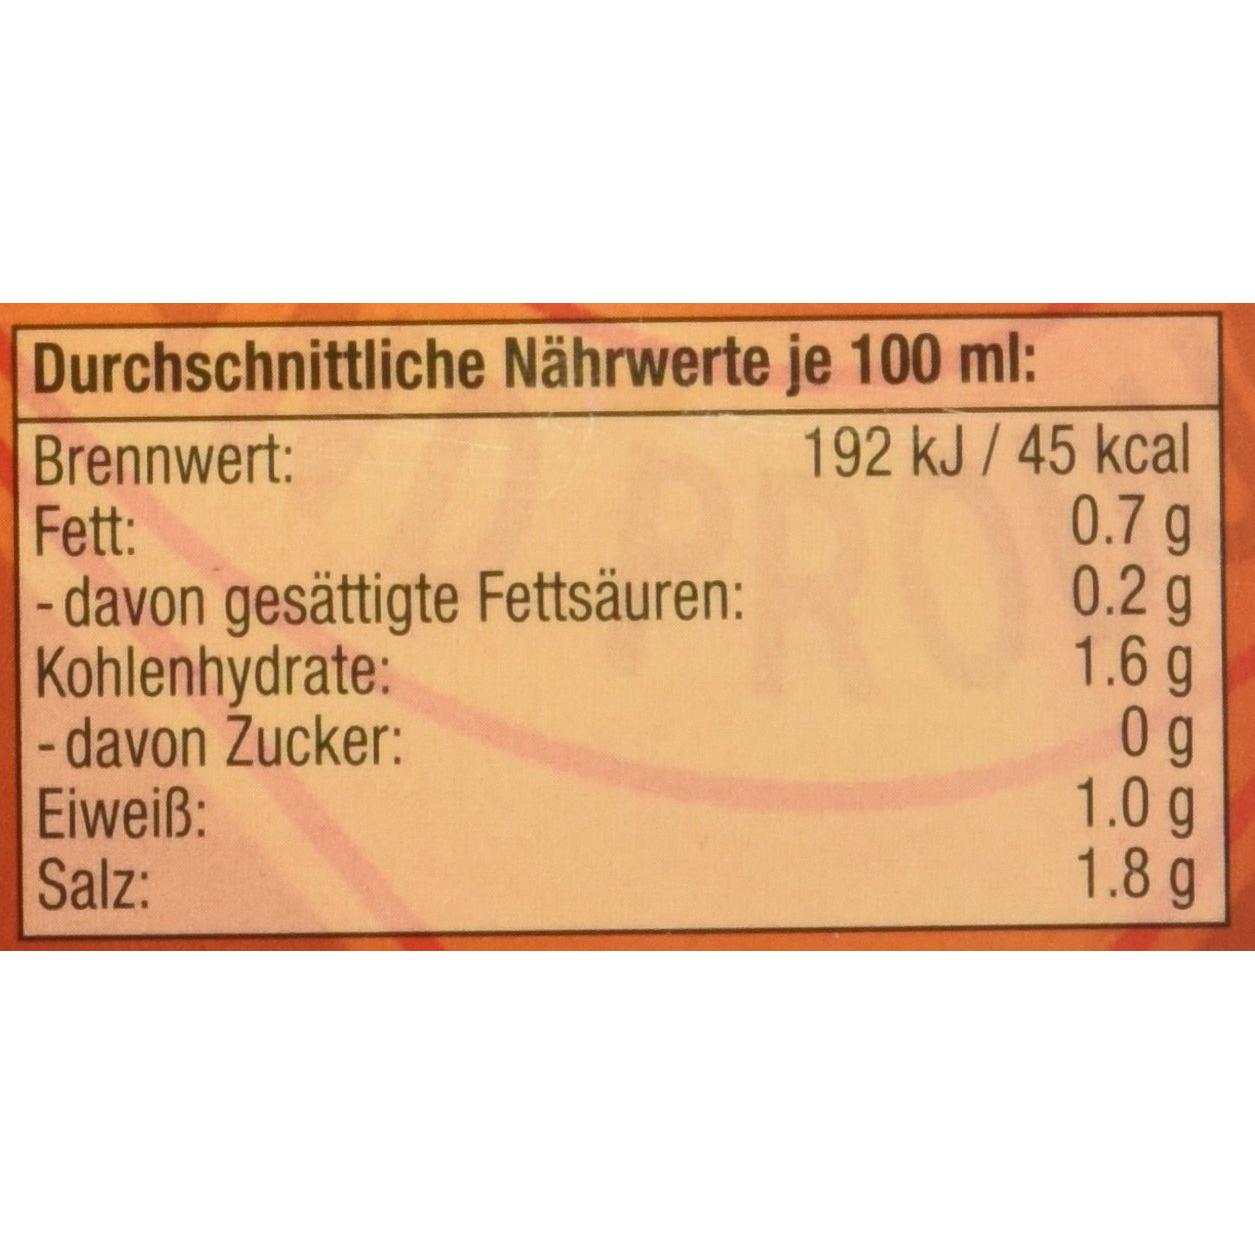 Durchschnittliche Nährwerte je 100 ml:
Brennwert: 192 kJ / 45 kcal
Fett: 0.7 g
- davon gesättigte Fettsäuren: 0.2 g
Kohlenhydrate: 1.6 g
- davon Zucker: 0 g
Eiweiß: 1.0 g
Salz: 1.8 g